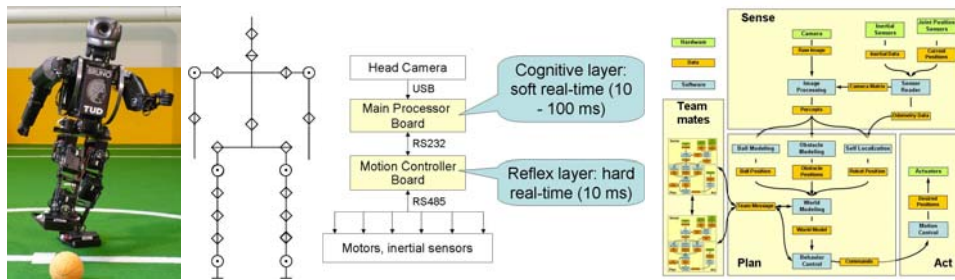 BRUNO
TUD
Head Camera
USB
Main Processor
Board
RS232
Motion Controller
Board
RS485
Motors, inertial sensors
Cognitive layer:
soft real-time (10
- 100 ms)
Reflex layer: hard
real-time (10 ms)
Sense
Hardware
Data
Software
Camera
Raw Image
Inertial
Sensors
Joint Position
Sensors
Inertial Data
Current
Positions
Image
Processing
Camera Matrix
Sensor
Reader
Percepts
Odometry Data
Team
mates
Ball Modeling
Obstacle
Modeling
Self Localization
Ball Position
Obstacle
Positions
Robot Position
Team Message
World
Modeling
World Model
Behavior
Control
Commands
Plan
Actuators
Desired
Positions
Motion
Control
Act